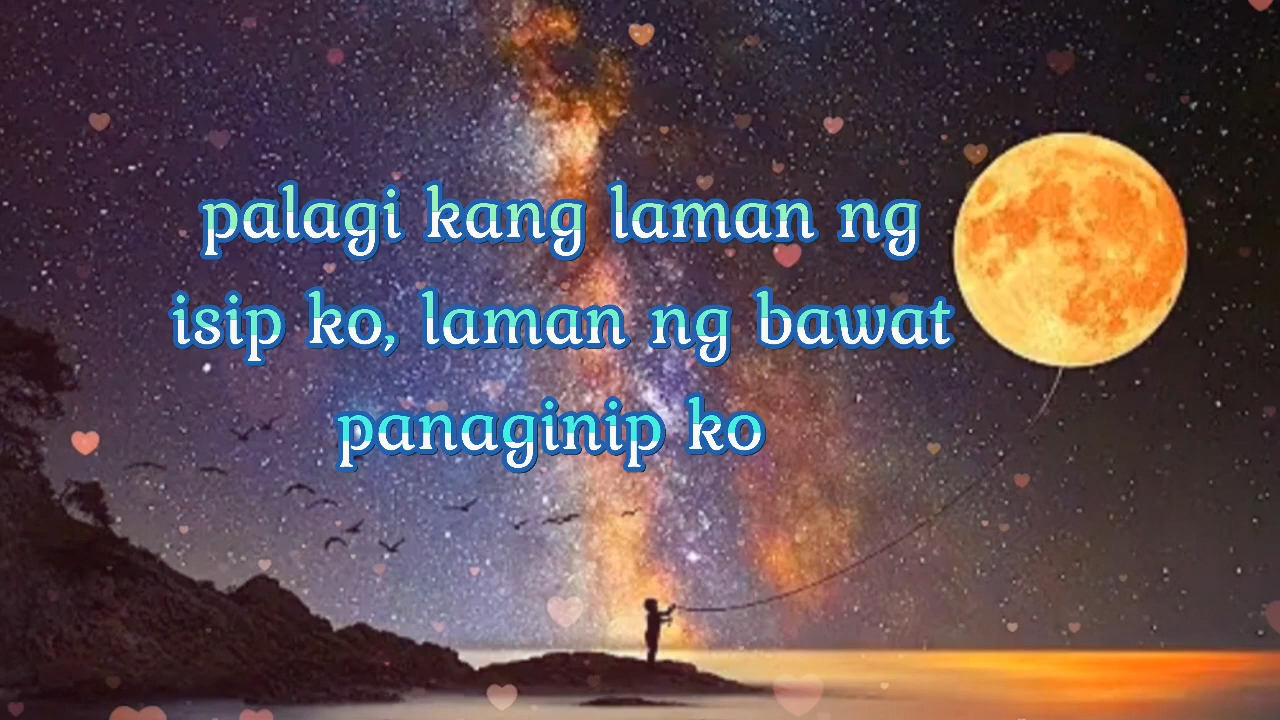 palagi kang laman ng
isip ko, laman ng bawat
panaginip ko